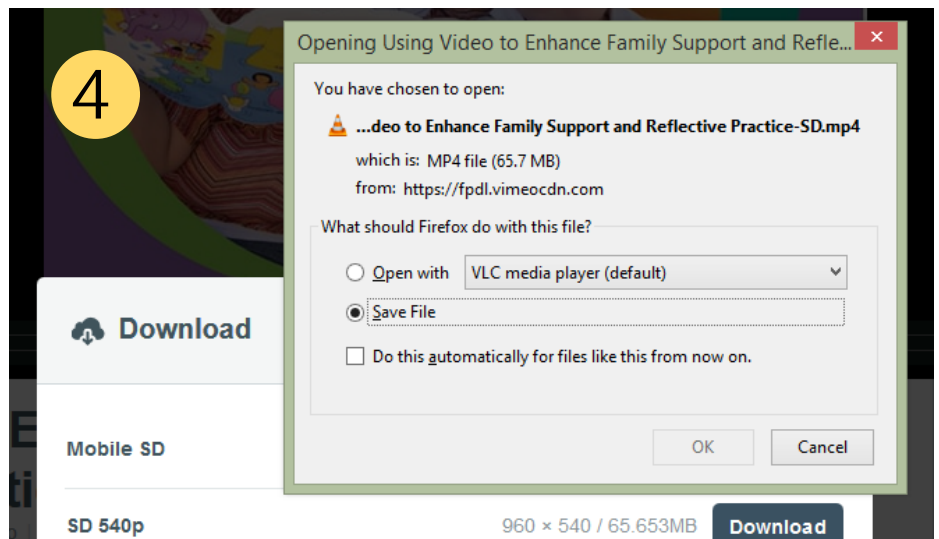 4
Opening Using Video to Enhance Family Support and Refle...
×
You have chosen to open:
...deo to Enhance Family Support and Reflective Practice-SD.mp4
which is: MP4 file (65.7 MB)
from: https://fpdl.vimeocdn.com
What should Firefox do with this file?
Open with VLC media player (default)
Save File
Do this automatically for files like this from now on.
OK Cancel
Download
Mobile SD
SD 540p 960 × 540 / 65.653MB Download